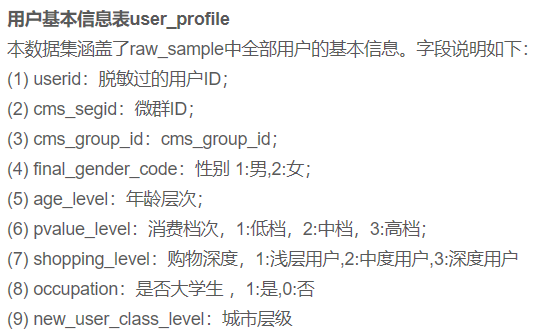 用户基本信息表user_profile
本数据集涵盖了raw_sample中全部用户的基本信息。字段说明如下：
(1) userid：脱敏过的用户ID；
(2) cms_segid：微群ID；
(3) cms_group_id：cms_group_id；
(4) final_gender_code：性别 1:男,2:女；
(5) age_level：年龄层次；
(6) pvalue_level：消费档次，1:低档，2:中档，3:高档；
(7) shopping_level：购物深度，1:浅层用户,2:中度用户,3:深度用户
(8) occupation：是否大学生 ，1:是,0:否
(9) new_user_class_level：城市层级